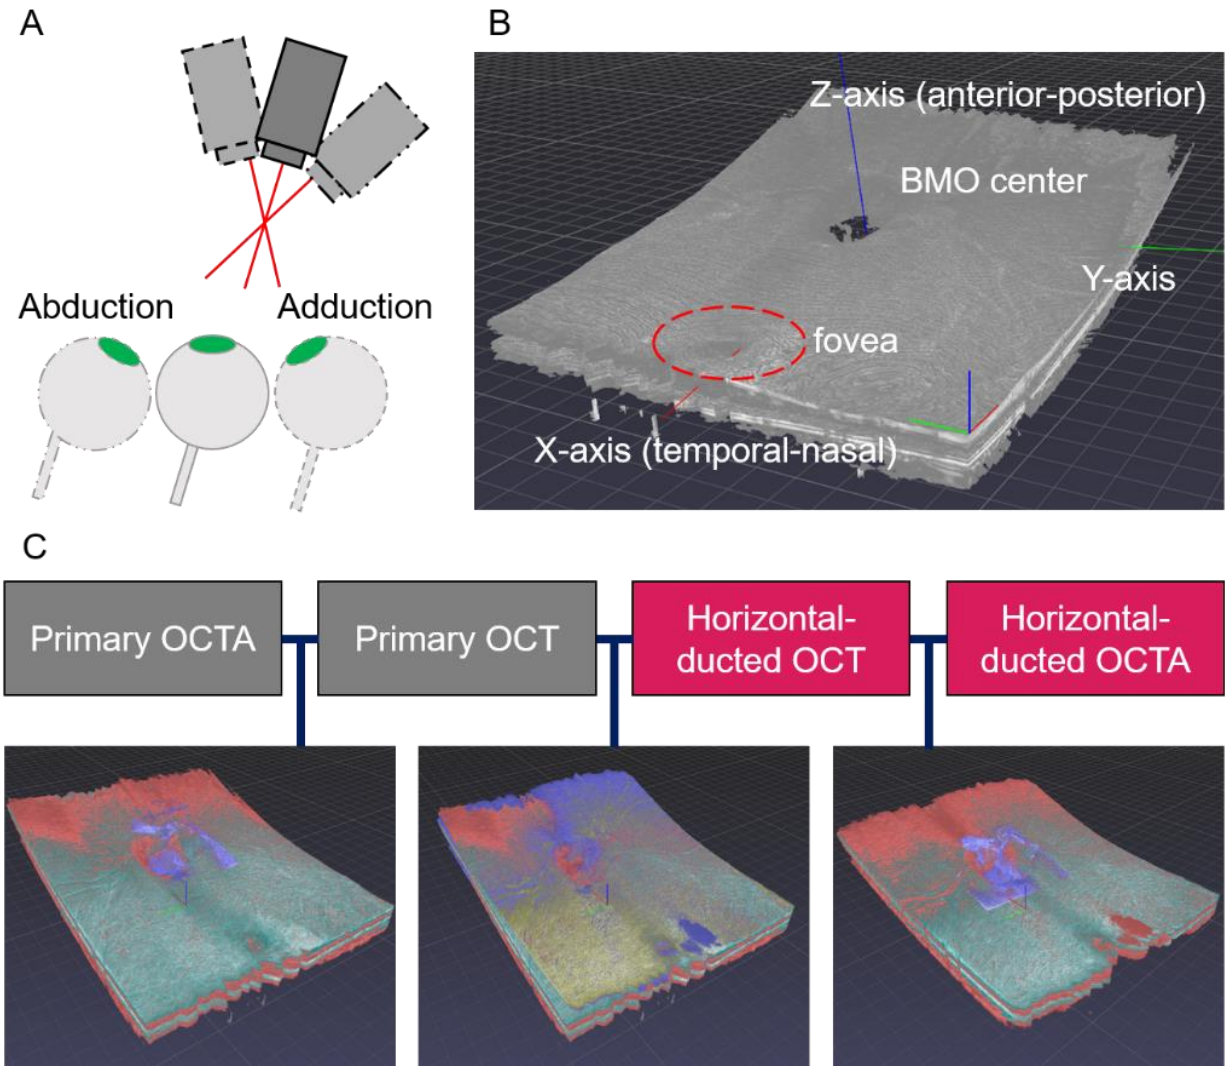 A
B
Abduction
Adduction
Z-axis (anterior-posterior)
BMO center
Y-axis
fovea
X-axis (temporal-nasal)
C
Primary OCTA
Primary OCT
Horizontal-
ducted OCT
Horizontal-
ducted OCTA